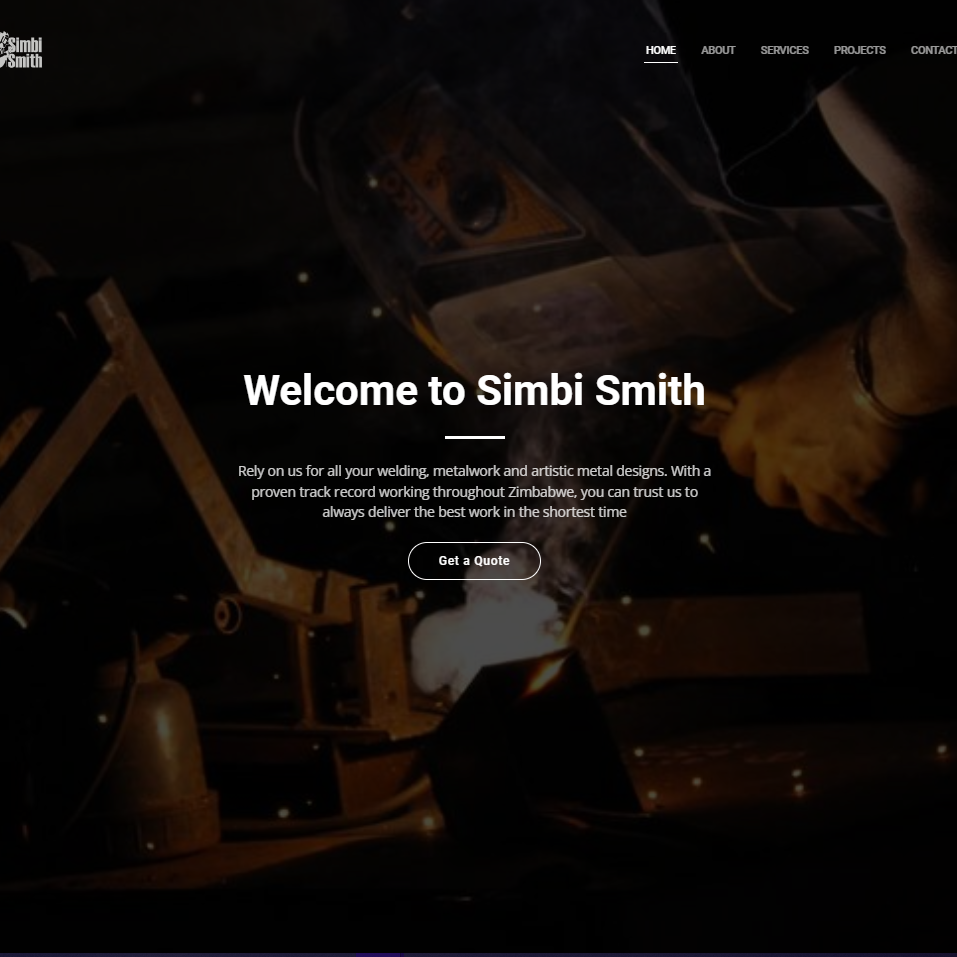 Simbi
Smith
HOME ABOUT SERVICES PROJECTS CONTACT
Welcome to Simbi Smith
Rely on us for all your welding, metalwork and artistic metal designs. With a
proven track record working throughout Zimbabwe, you can trust us to
always deliver the best work in the shortest time
Get a Quote